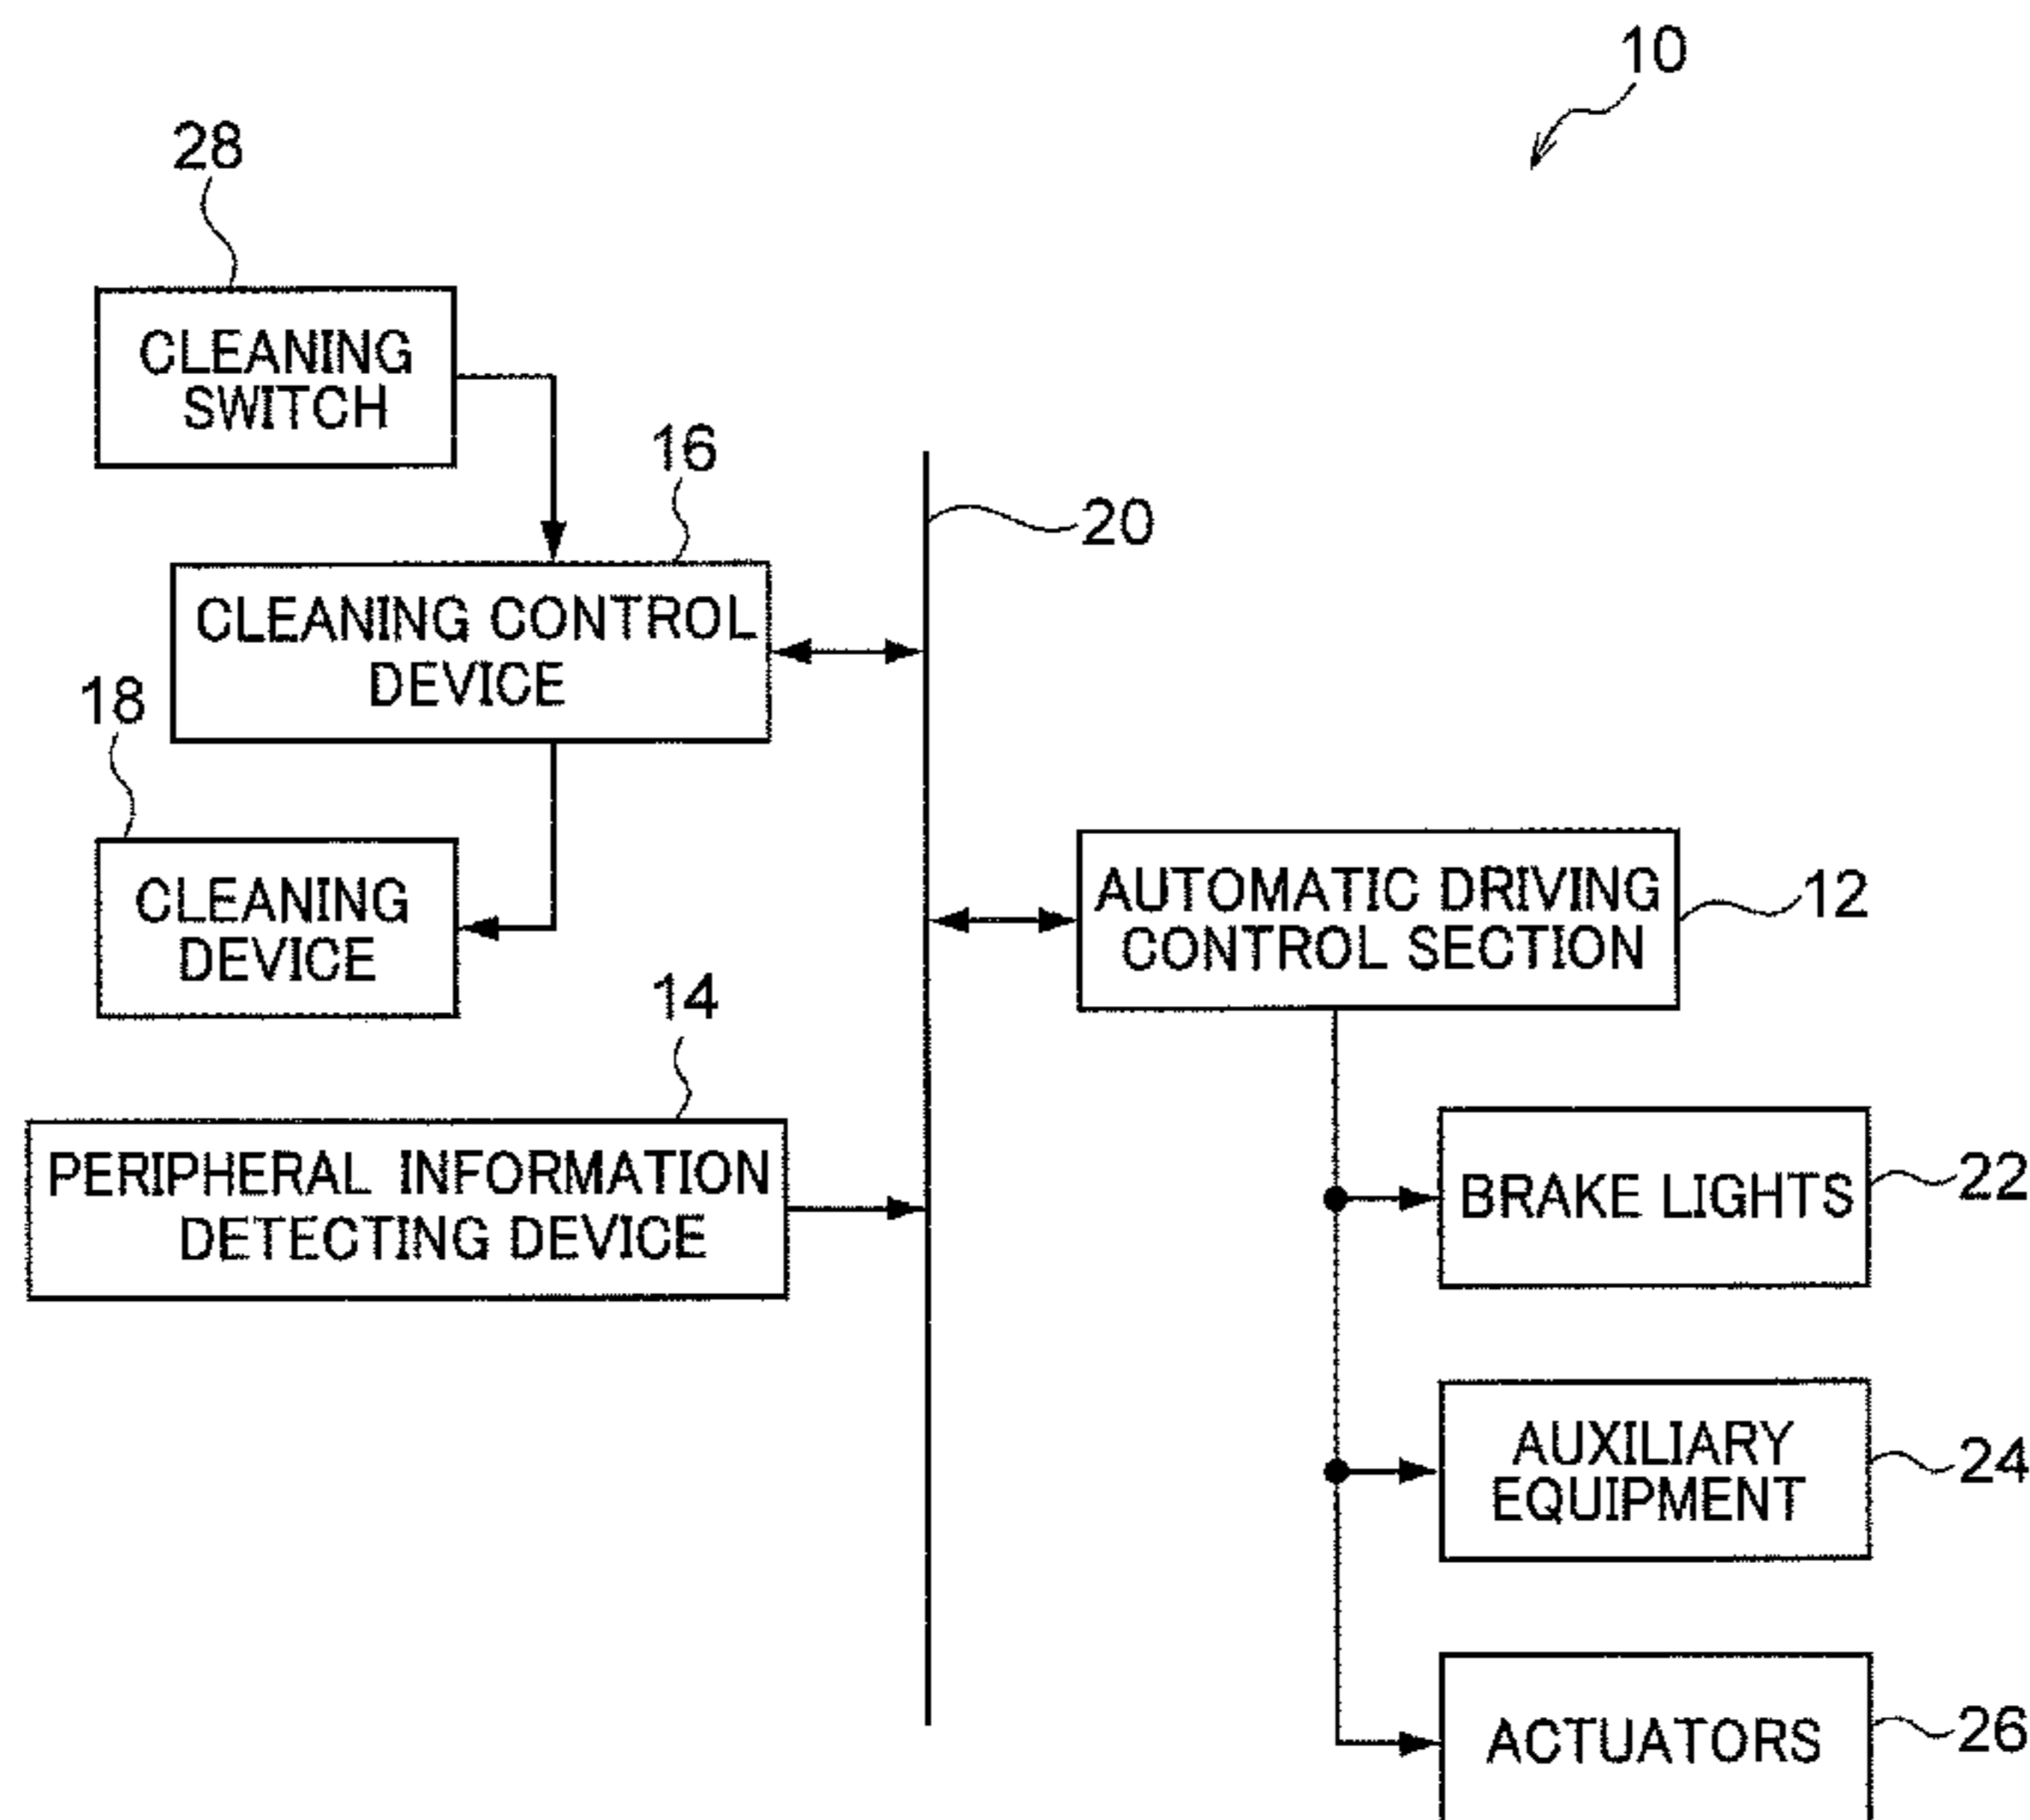 10
28
CLEANING
SWITCH
16
20
CLEANING CONTROL
DEVICE
18
CLEANING
DEVICE
AUTOMATIC DRIVING
CONTROL SECTION
12
14
PERIPHERAL INFORMATION
DETECTING DEVICE
BRAKE LIGHTS
22
AUXILIARY
EQUIPMENT
24
ACTUATORS
26